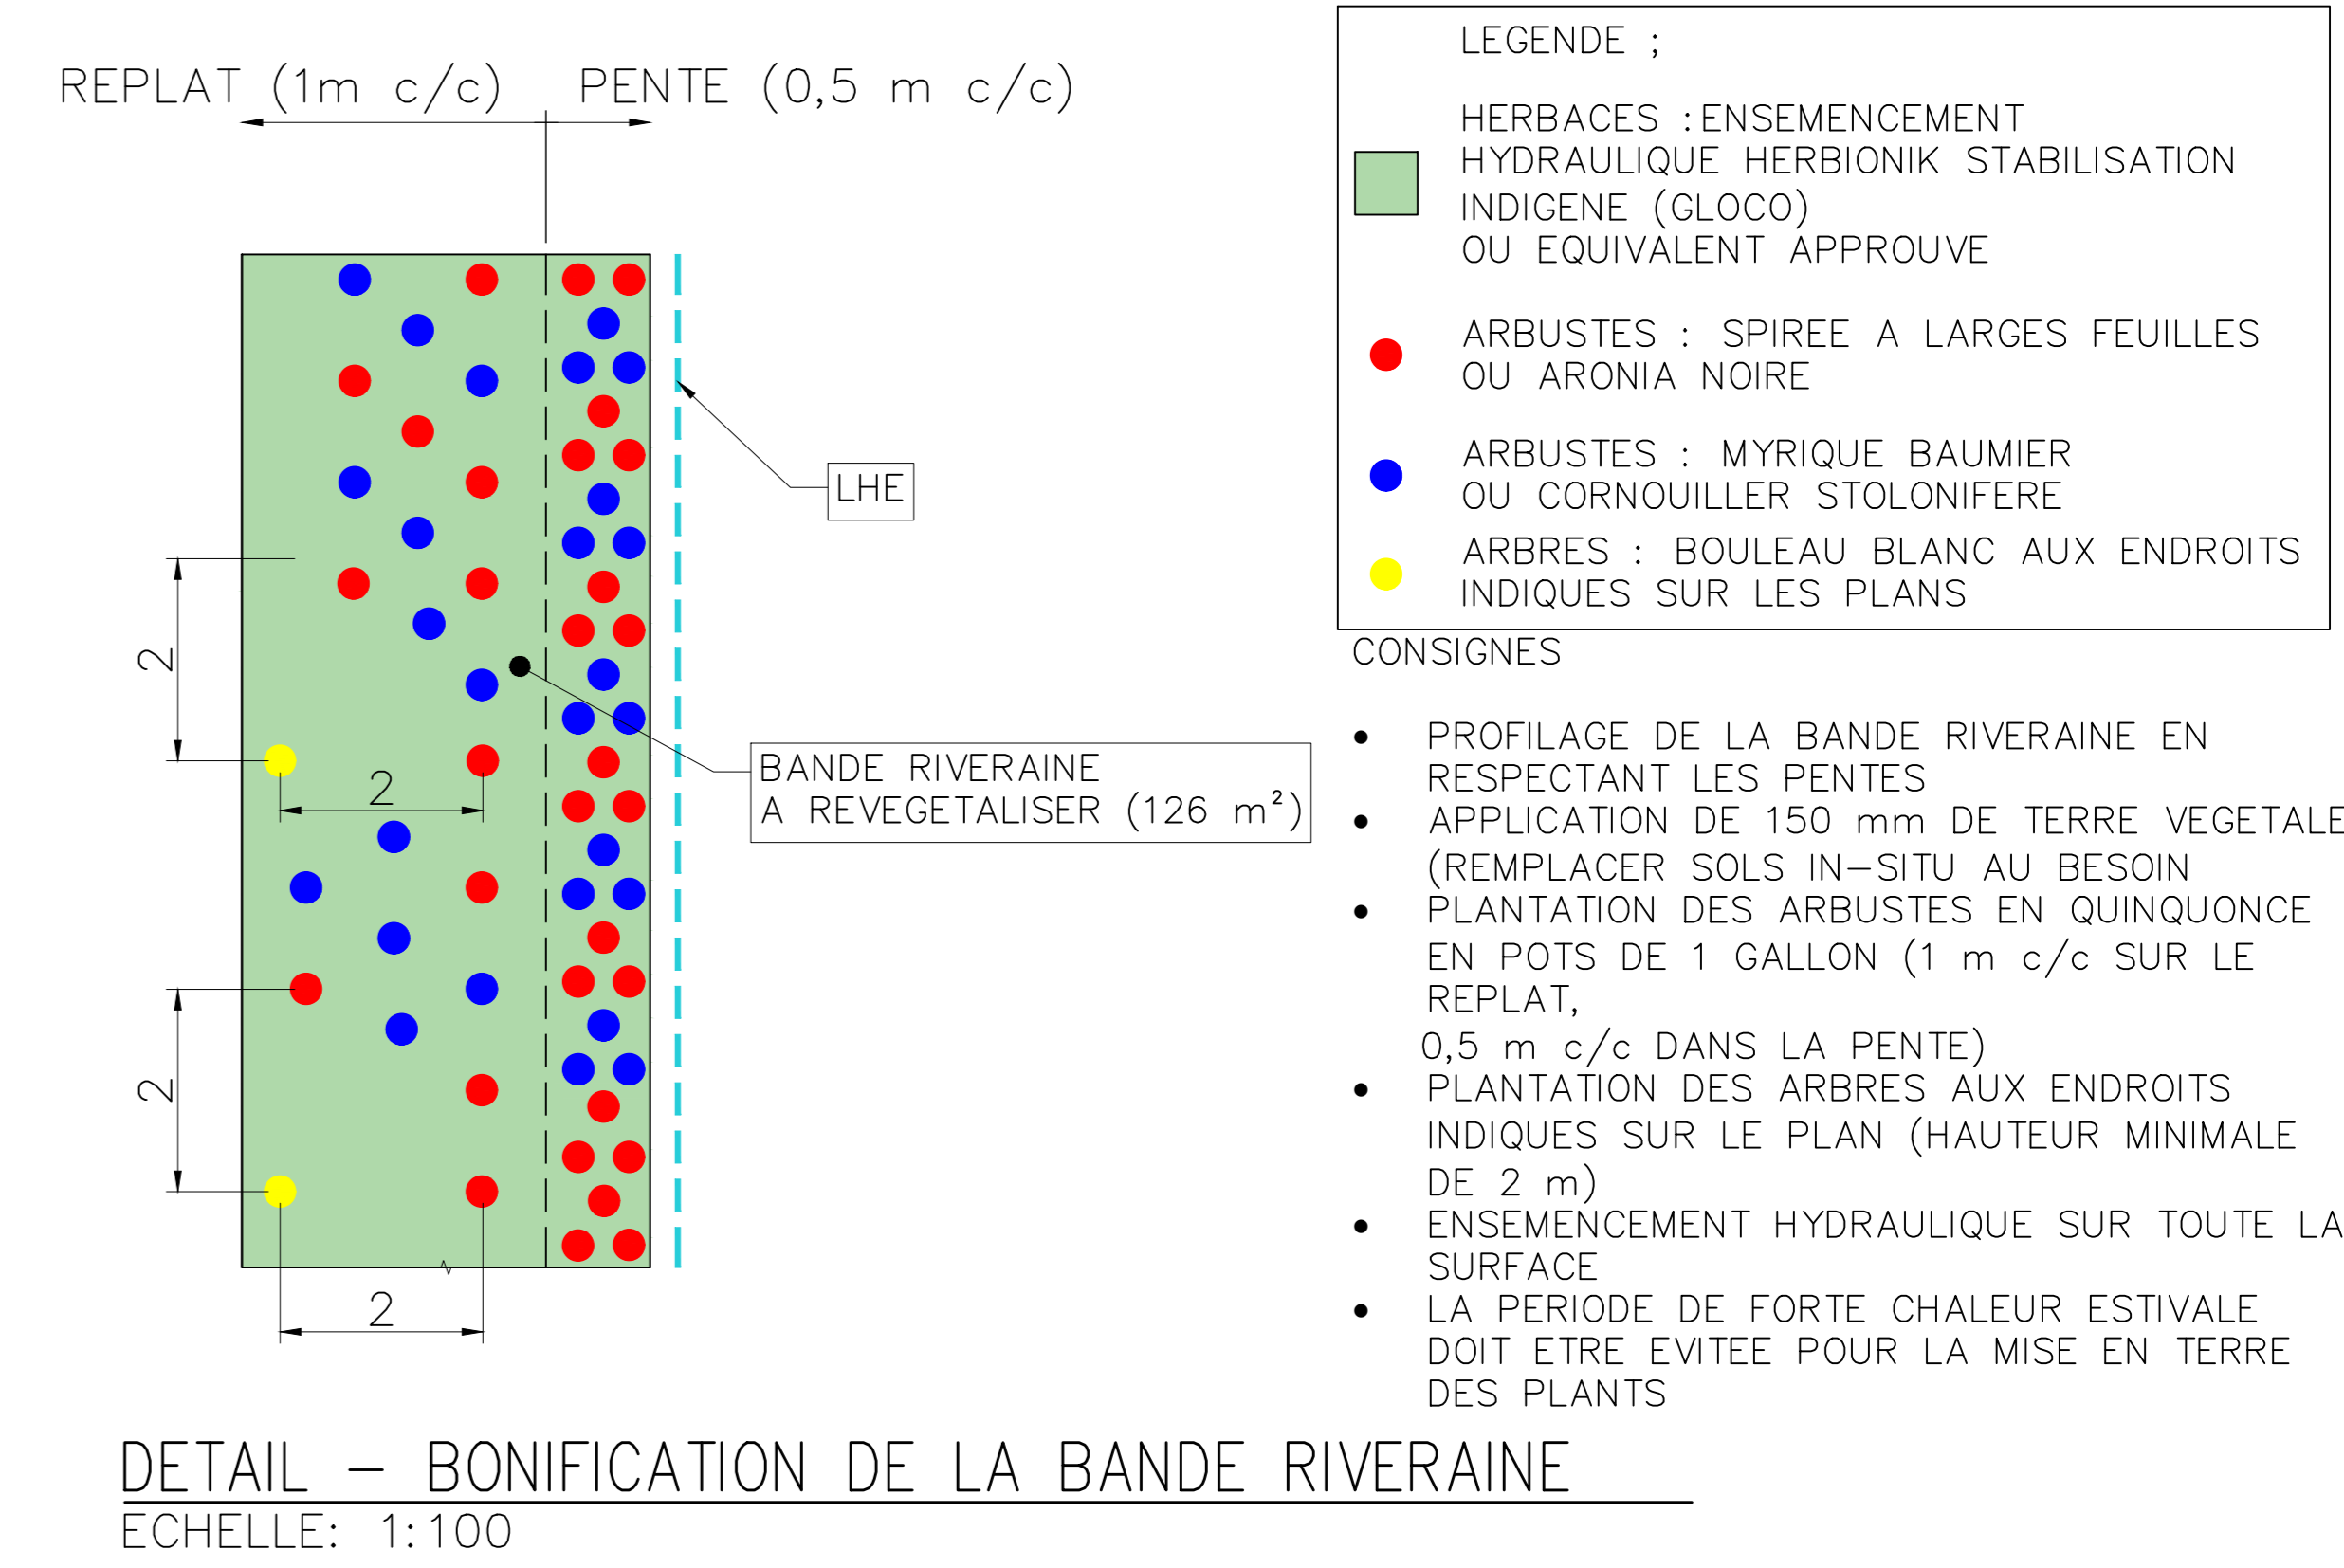 REPLAT (1m c/c)
PENTE (0,5 m c/c)
LHE
2
2
BANDE RIVERAINE
A REVEGETALISER (126 m²)
2
2
DETAIL – BONIFICATION DE LA BANDE RIVERAINE
ECHELLE: 1:100
LEGENDE ;
HERBACES :ENSEMENCEMENT
HYDRAULIQUE HERBIONIK STABILISATION
INDIGENE (GLOCO)
OU EQUIVALENT APPROUVE
ARBUSTES : SPIREE A LARGES FEUILLES
OU ARONIA NOIRE
ARBUSTES : MYRIQUE BAUMIER
OU CORNOUILLER STOLONIFERE
ARBRES : BOULEAU BLANC AUX ENDROITS
INDIQUES SUR LES PLANS
CONSIGNES
• PROFILAGE DE LA BANDE RIVERAINE EN
RESPECTANT LES PENTES
• APPLICATION DE 150 mm DE TERRE VEGETALE
(REMPLACER SOLS IN-SITU AU BESOIN
• PLANTATION DES ARBUSTES EN QUINQUONCE
EN POTS DE 1 GALLON (1 m c/c SUR LE
REPLAT,
0,5 m c/c DANS LA PENTE)
• PLANTATION DES ARBRES AUX ENDROITS
INDIQUES SUR LE PLAN (HAUTEUR MINIMALE
DE 2 m)
• ENSEMENCEMENT HYDRAULIQUE SUR TOUTE LA
SURFACE
• LA PERIODE DE FORTE CHALEUR ESTIVALE
DOIT ETRE EVITEE POUR LA MISE EN TERRE
DES PLANTS